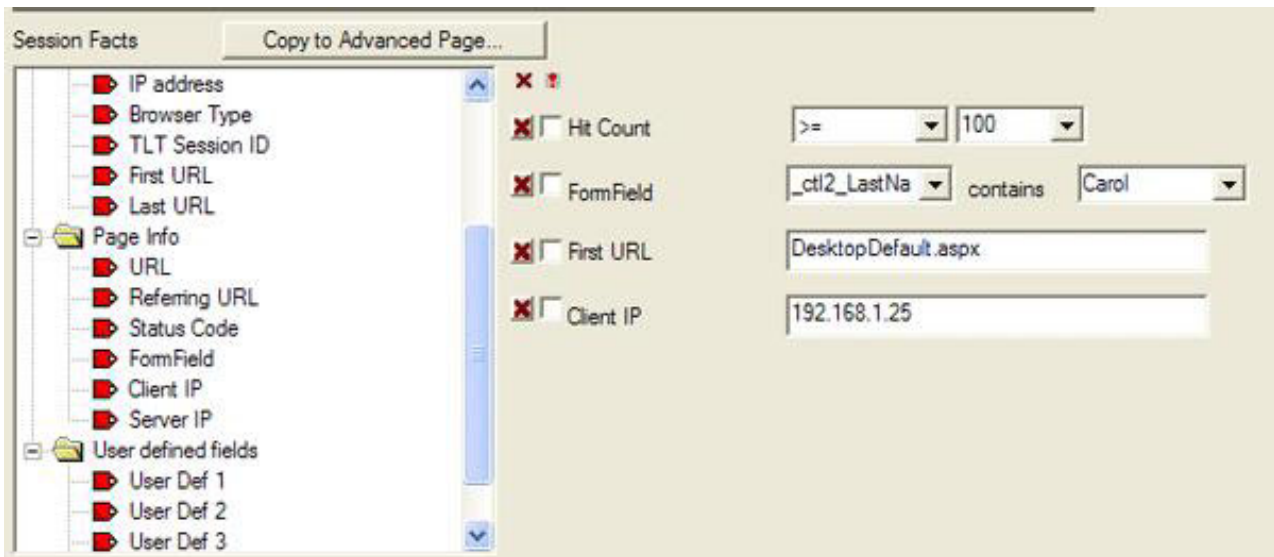 Session Facts
Copy to Advanced Page...
IP address
Browser Type
TLT Session ID
First URL
Last URL
Page Info
URL
Referring URL
Status Code
FormField
Client IP
Server IP
User defined fields
User Def 1
User Def 2
User Def 3
Hit Count >= 100
FormField _ctl2_LastNa contains Carol
First URL DesktopDefault.aspx
Client IP 192.168.1.25